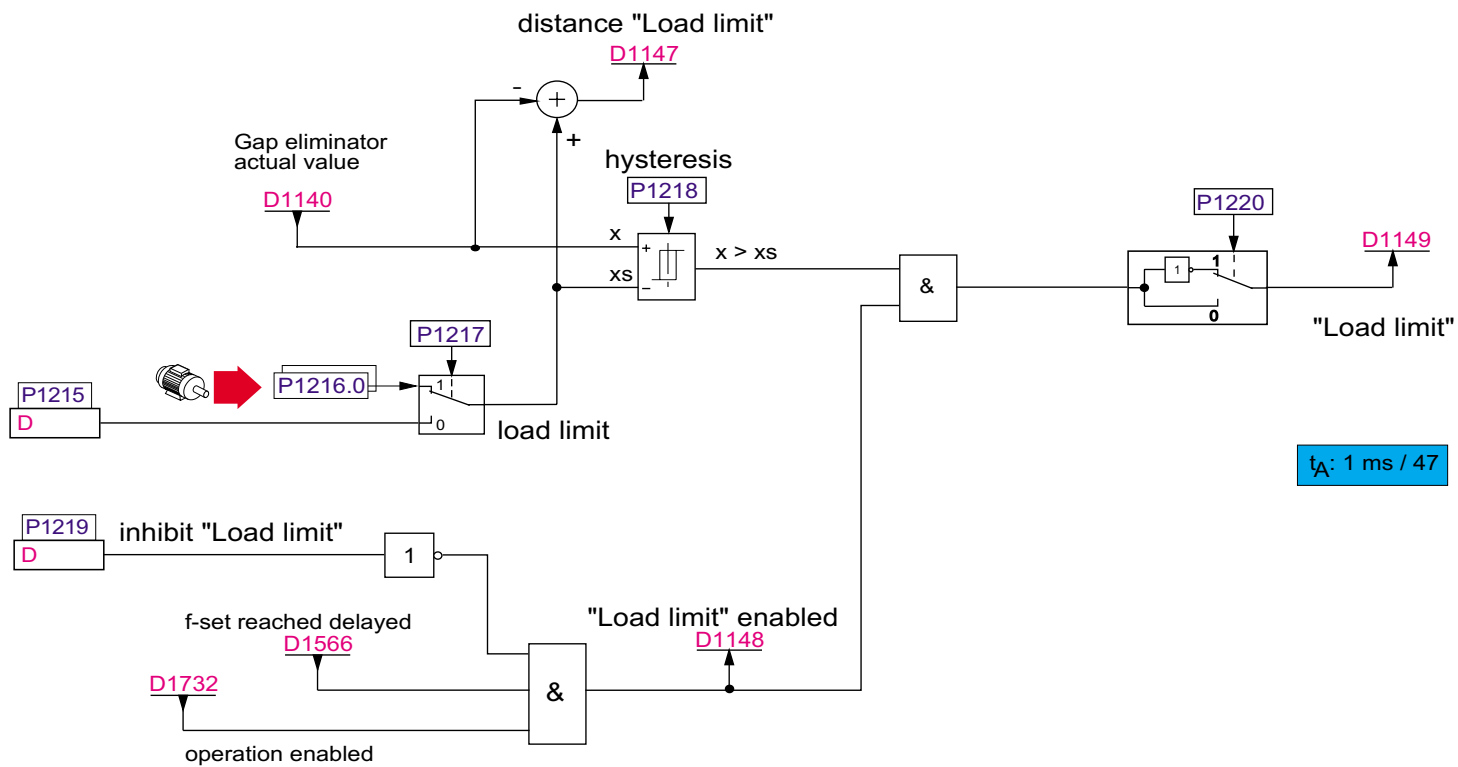 distance "Load limit"
D1147
-
+
+
Gap eliminator
actual value
D1140
hysteresis
P1218
x
+
xs
−
x > xs
&
P1220
1
1
0
D1149
"Load limit"
P1217
P1216.0
1
0
load limit
P1215
D
tA: 1 ms / 47
P1219
D
inhibit "Load limit"
1
f-set reached delayed
D1566
"Load limit" enabled
D1148
&
D1732
operation enabled